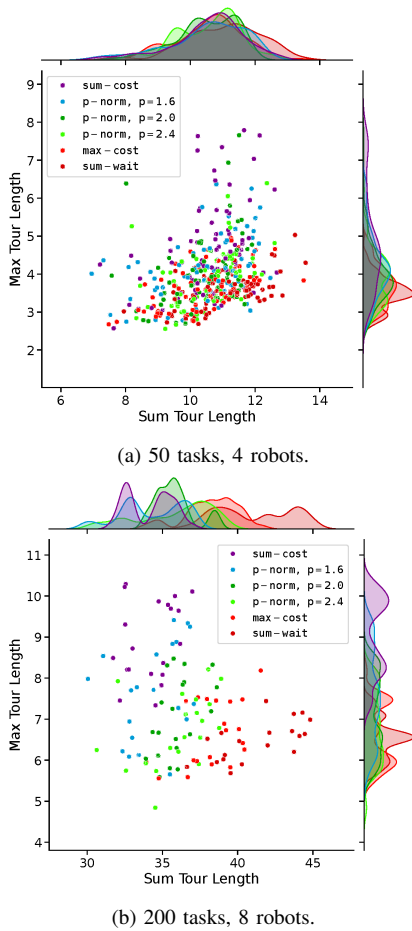 sum-cost
p-norm, p=1.6
p-norm, p=2.0
p-norm, p=2.4
max-cost
sum-wait
9
8
7
6
5
4
3
2
Max Tour Length
6 8 10 12 14
Sum Tour Length
(a) 50 tasks, 4 robots.
sum-cost
p-norm, p=1.6
p-norm, p=2.0
p-norm, p=2.4
max-cost
sum-wait
11
10
9
8
7
6
5
4
Max Tour Length
30 35 40 45
Sum Tour Length
(b) 200 tasks, 8 robots.